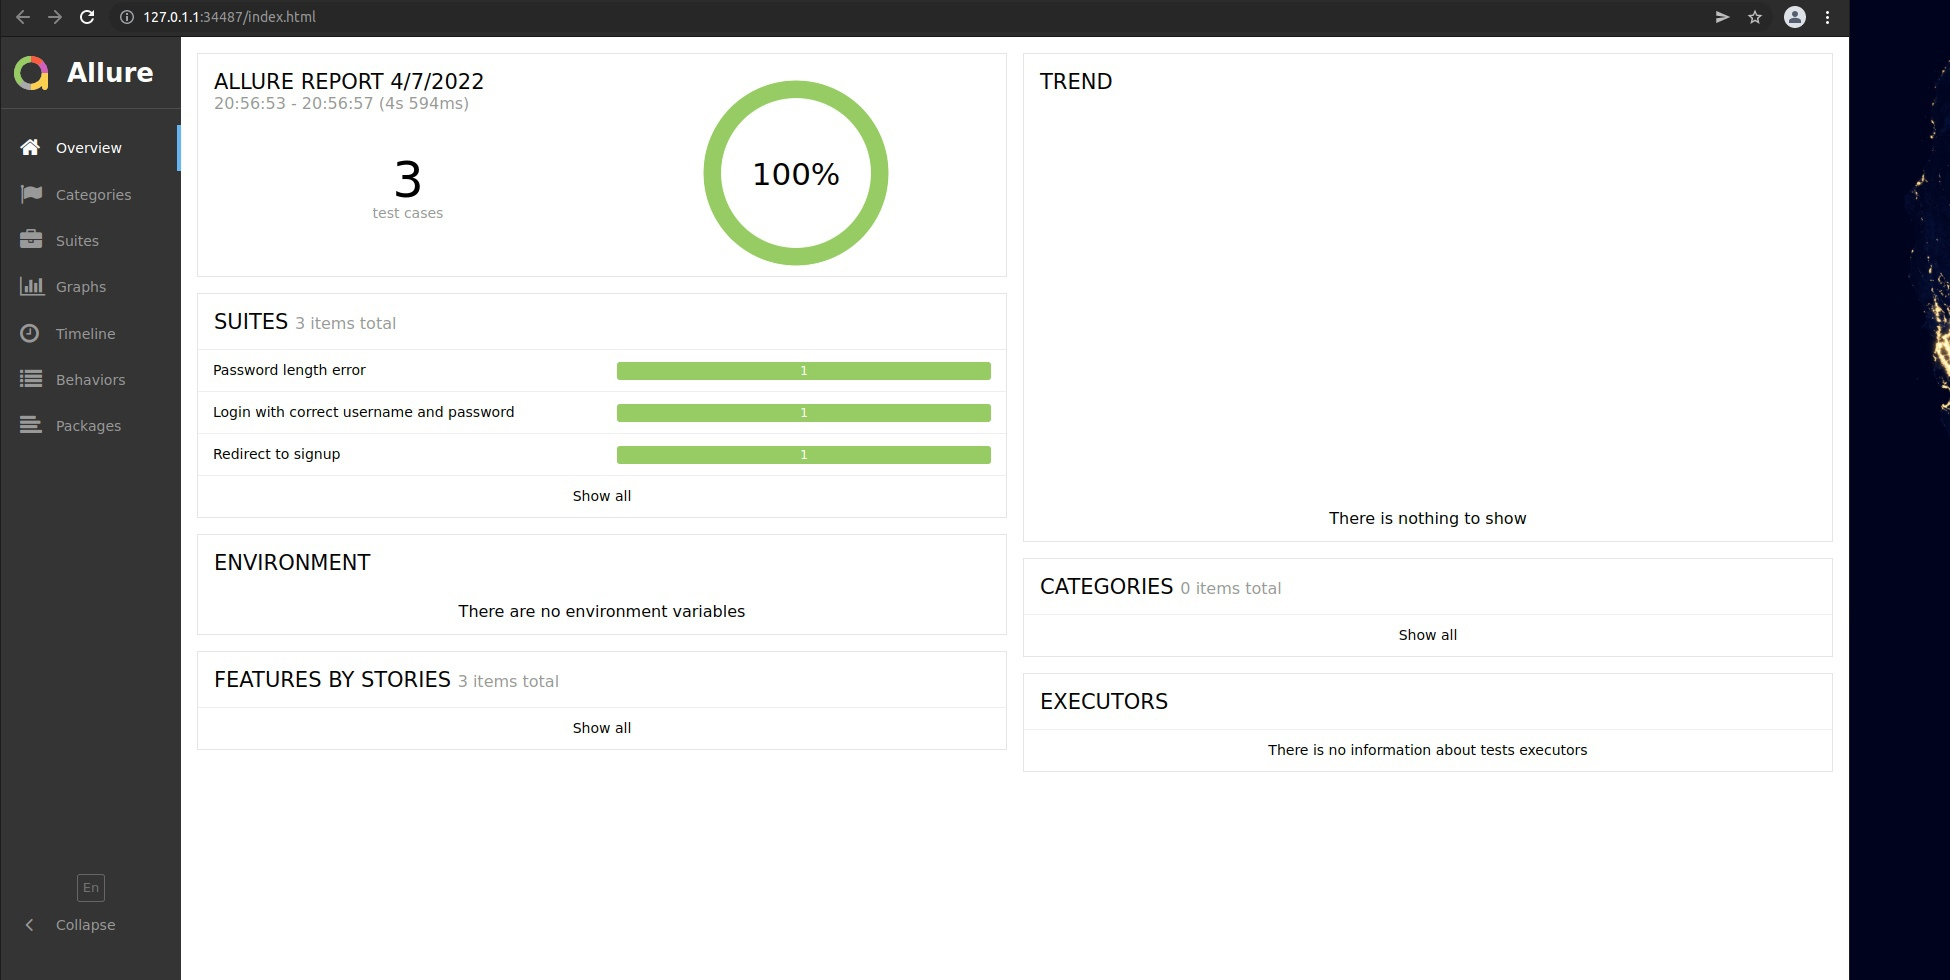 127.0.1.1:34487/index.html
Allure
Overview
Categories
Suites
Graphs
Timeline
Behaviors
Packages
En
Collapse
ALLURE REPORT 4/7/2022
20:56:53 - 20:56:57 (4s 594ms)
3
test cases
100%
SUITES 3 items total
Password length error 1
Login with correct username and password 1
Redirect to signup 1
Show all
ENVIRONMENT
There are no environment variables
FEATURES BY STORIES 3 items total
Show all
TREND
There is nothing to show
CATEGORIES 0 items total
Show all
EXECUTORS
There is no information about tests executors